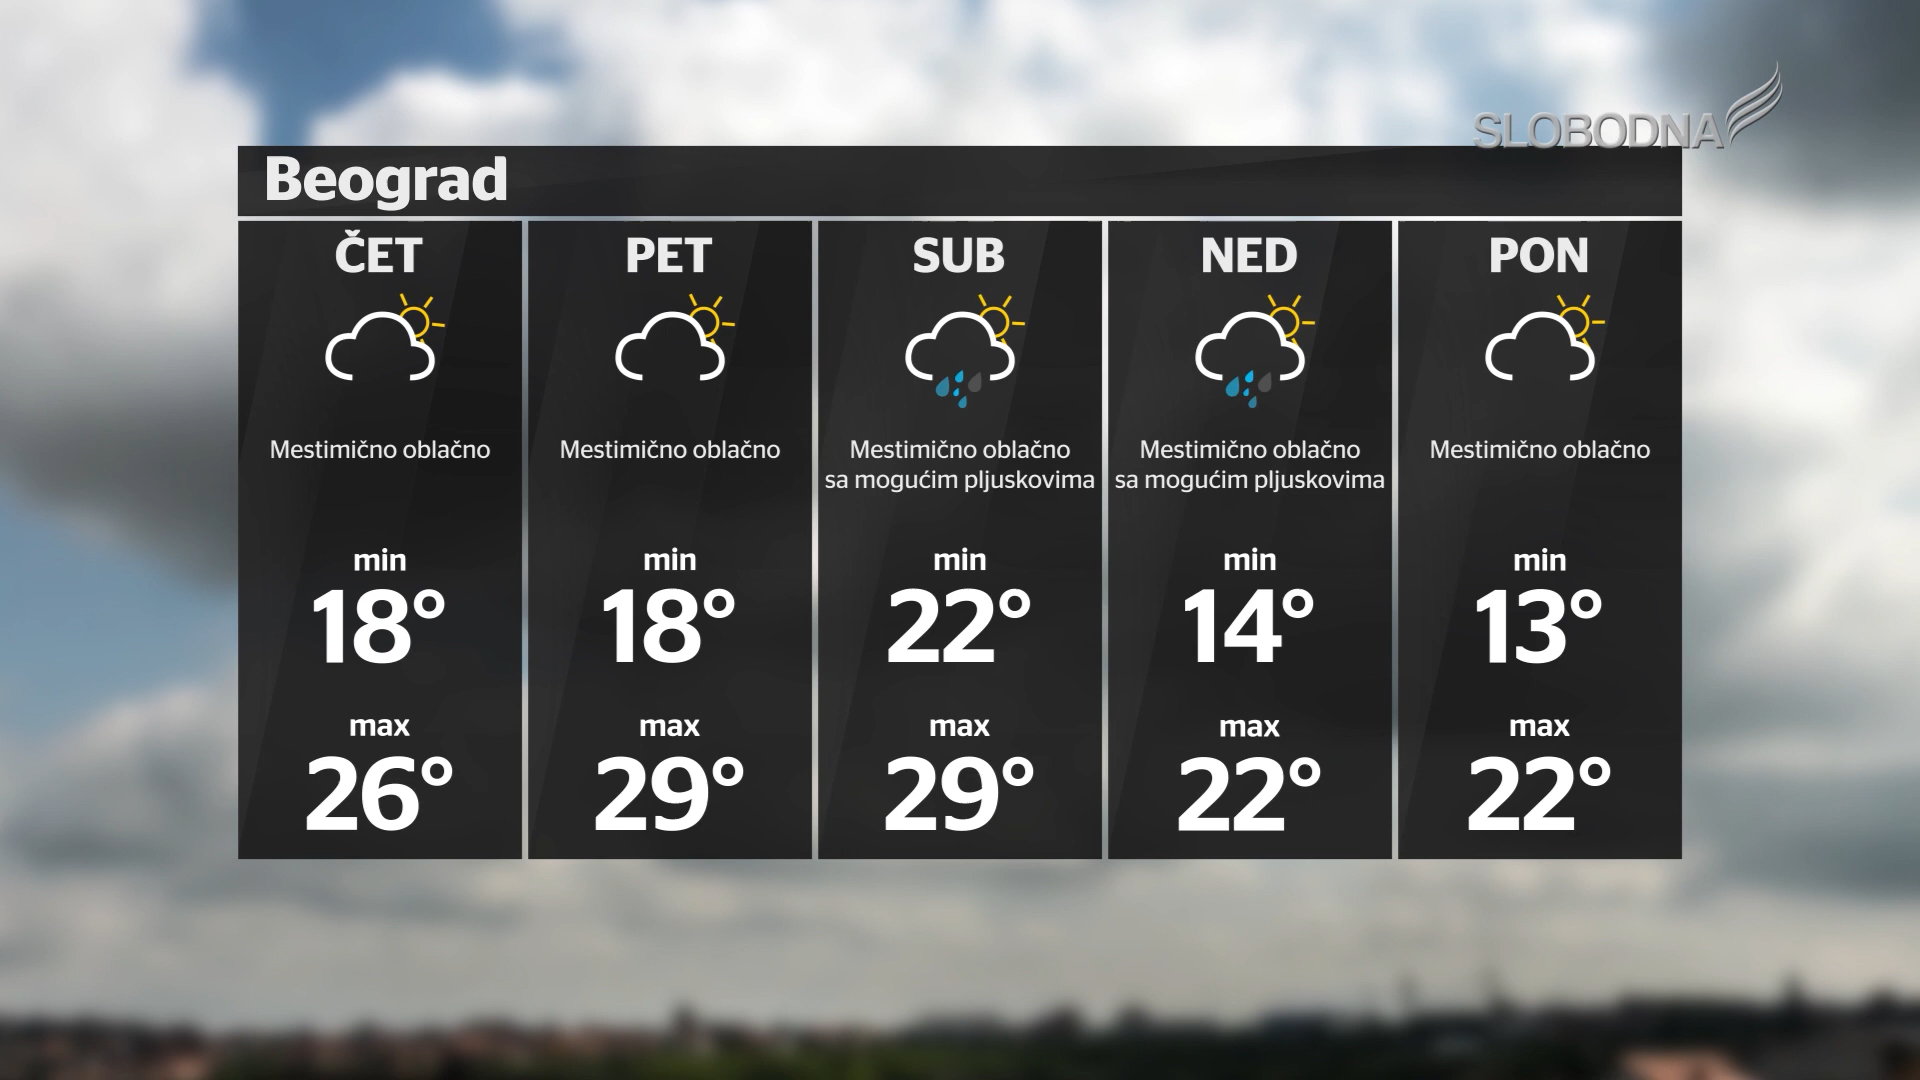 SLOBODNA
Beograd
ČET
Mestimično oblačno
min
18°
max
26°
PET
Mestimično oblačno
min
18°
max
29°
SUB
Mestimično oblačno
sa mogućim pljuskovima
min
22°
max
29°
NED
Mestimično oblačno
sa mogućim pljuskovima
min
14°
max
22°
PON
Mestimično oblačno
min
13°
max
22°